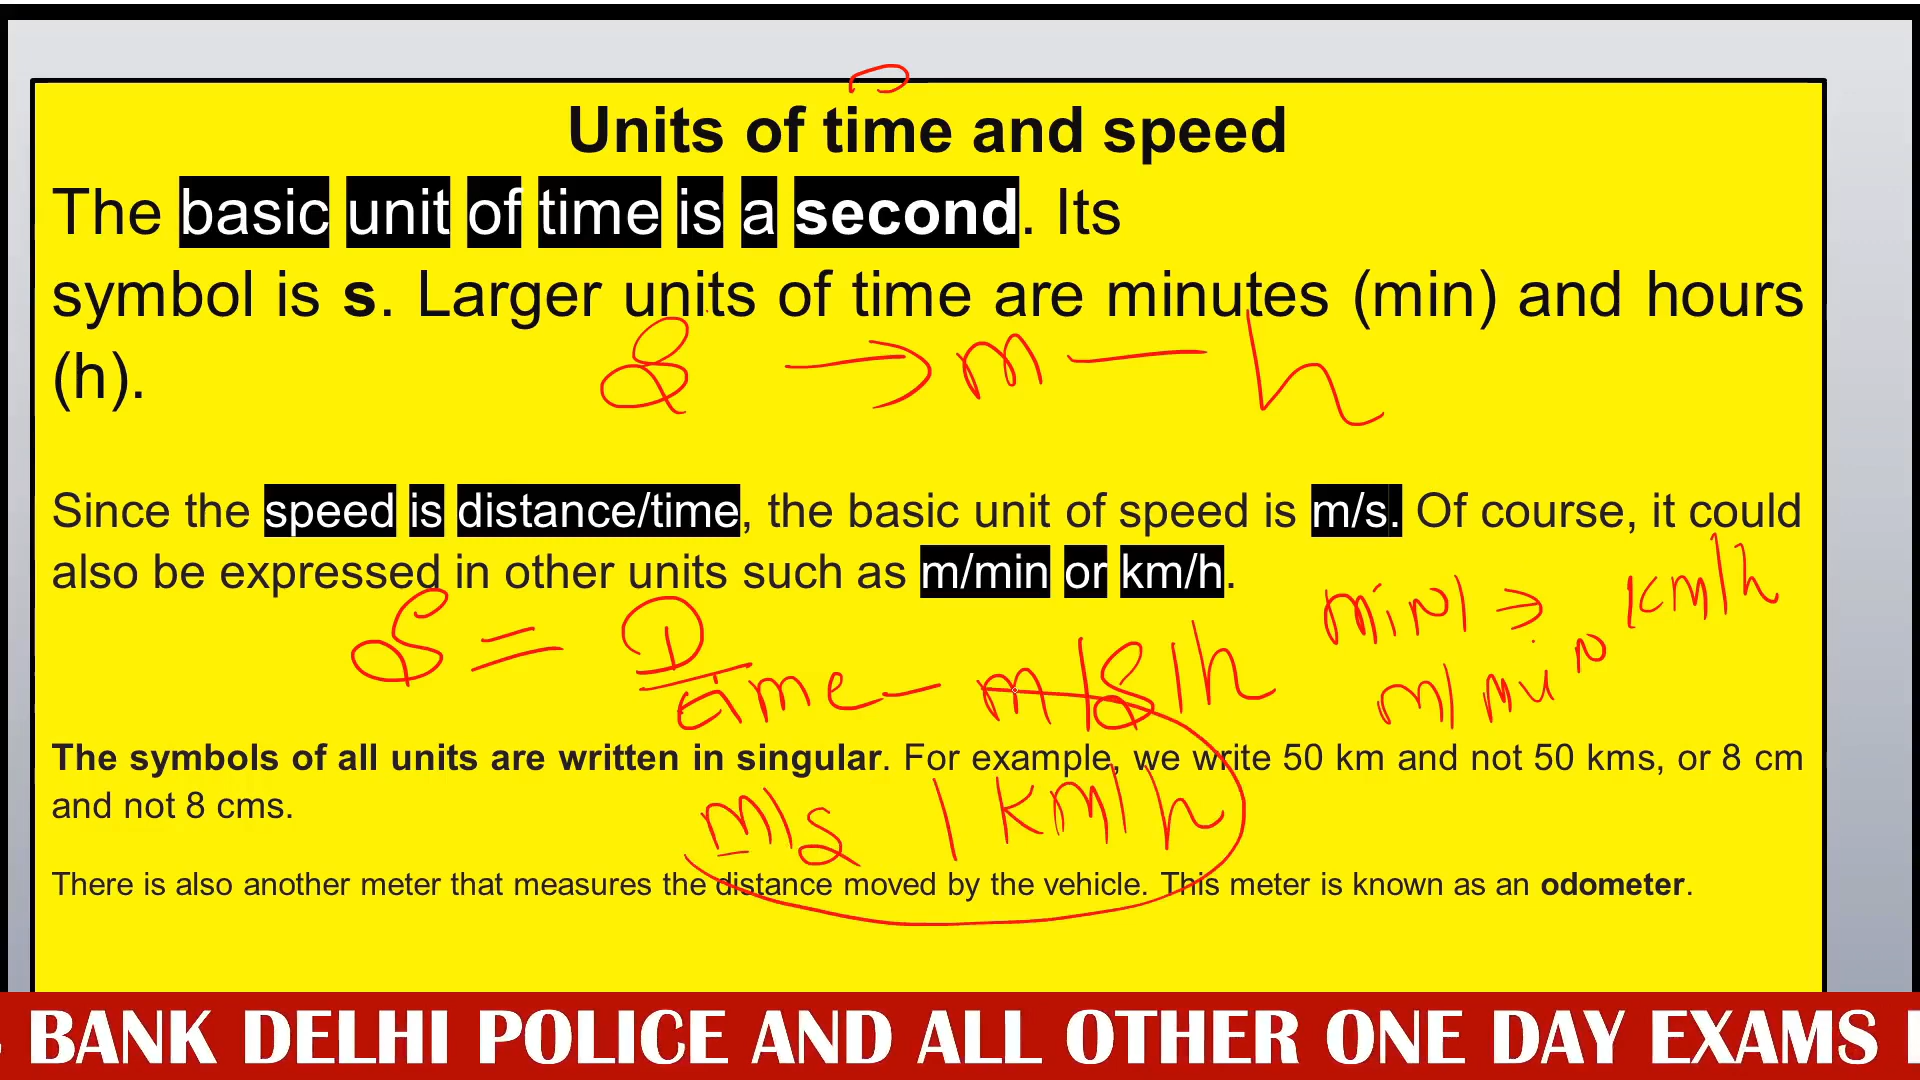 Units of time and speed
The basic unit of time is a second. Its
symbol is s. Larger units of time are minutes (min) and hours
(h).
S → m — h
Since the speed is distance/time, the basic unit of speed is m/s. Of course, it could
also be expressed in other units such as m/min or km/h.
S = D
time — m/s/h
min/ → km/h
m/min
The symbols of all units are written in singular. For example, we write 50 km and not 50 kms, or 8 cm
and not 8 cms.
m/s / km/h
There is also another meter that measures the distance moved by the vehicle. This meter is known as an odometer.
BANK DELHI POLICE AND ALL OTHER ONE DAY EXAMS